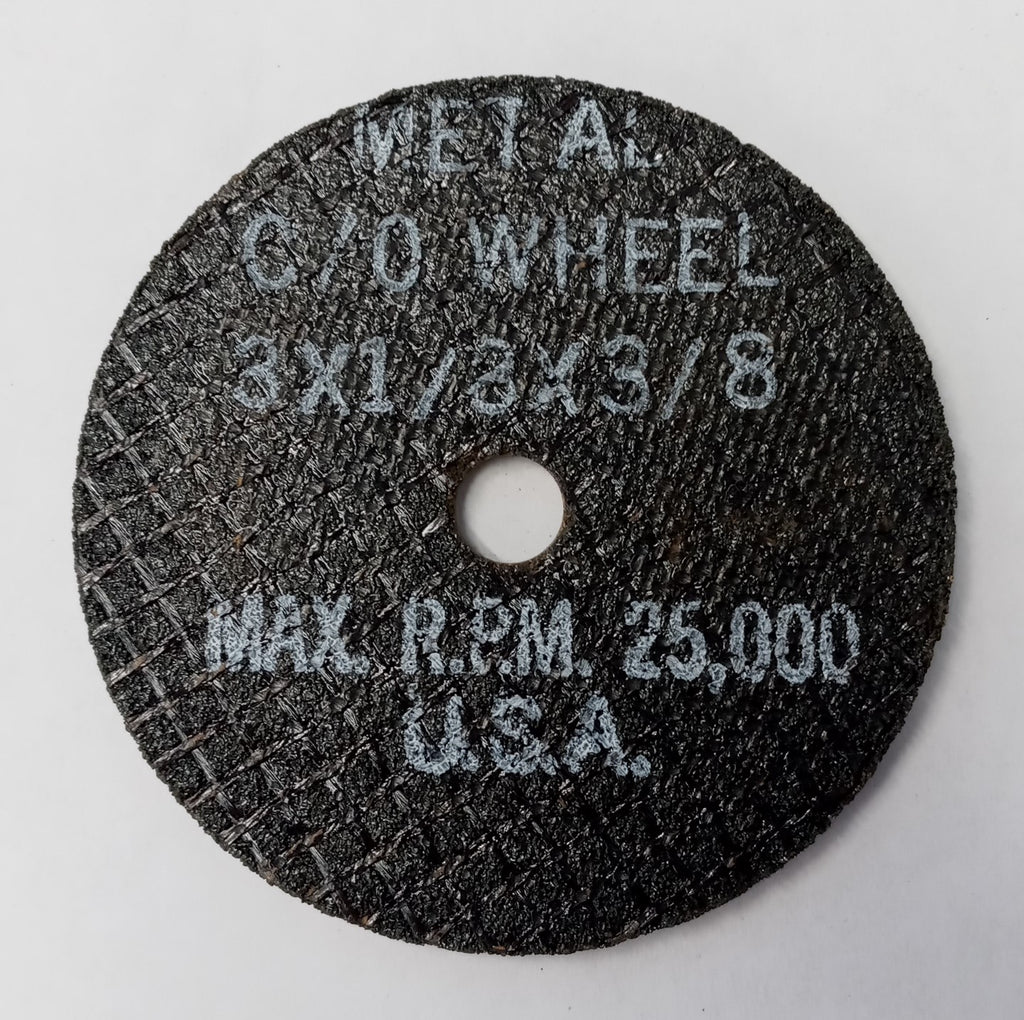 METAL
C/O WHEEL
3X1/8X3/8
MAX. R.P.M. 25,000
U.S.A.